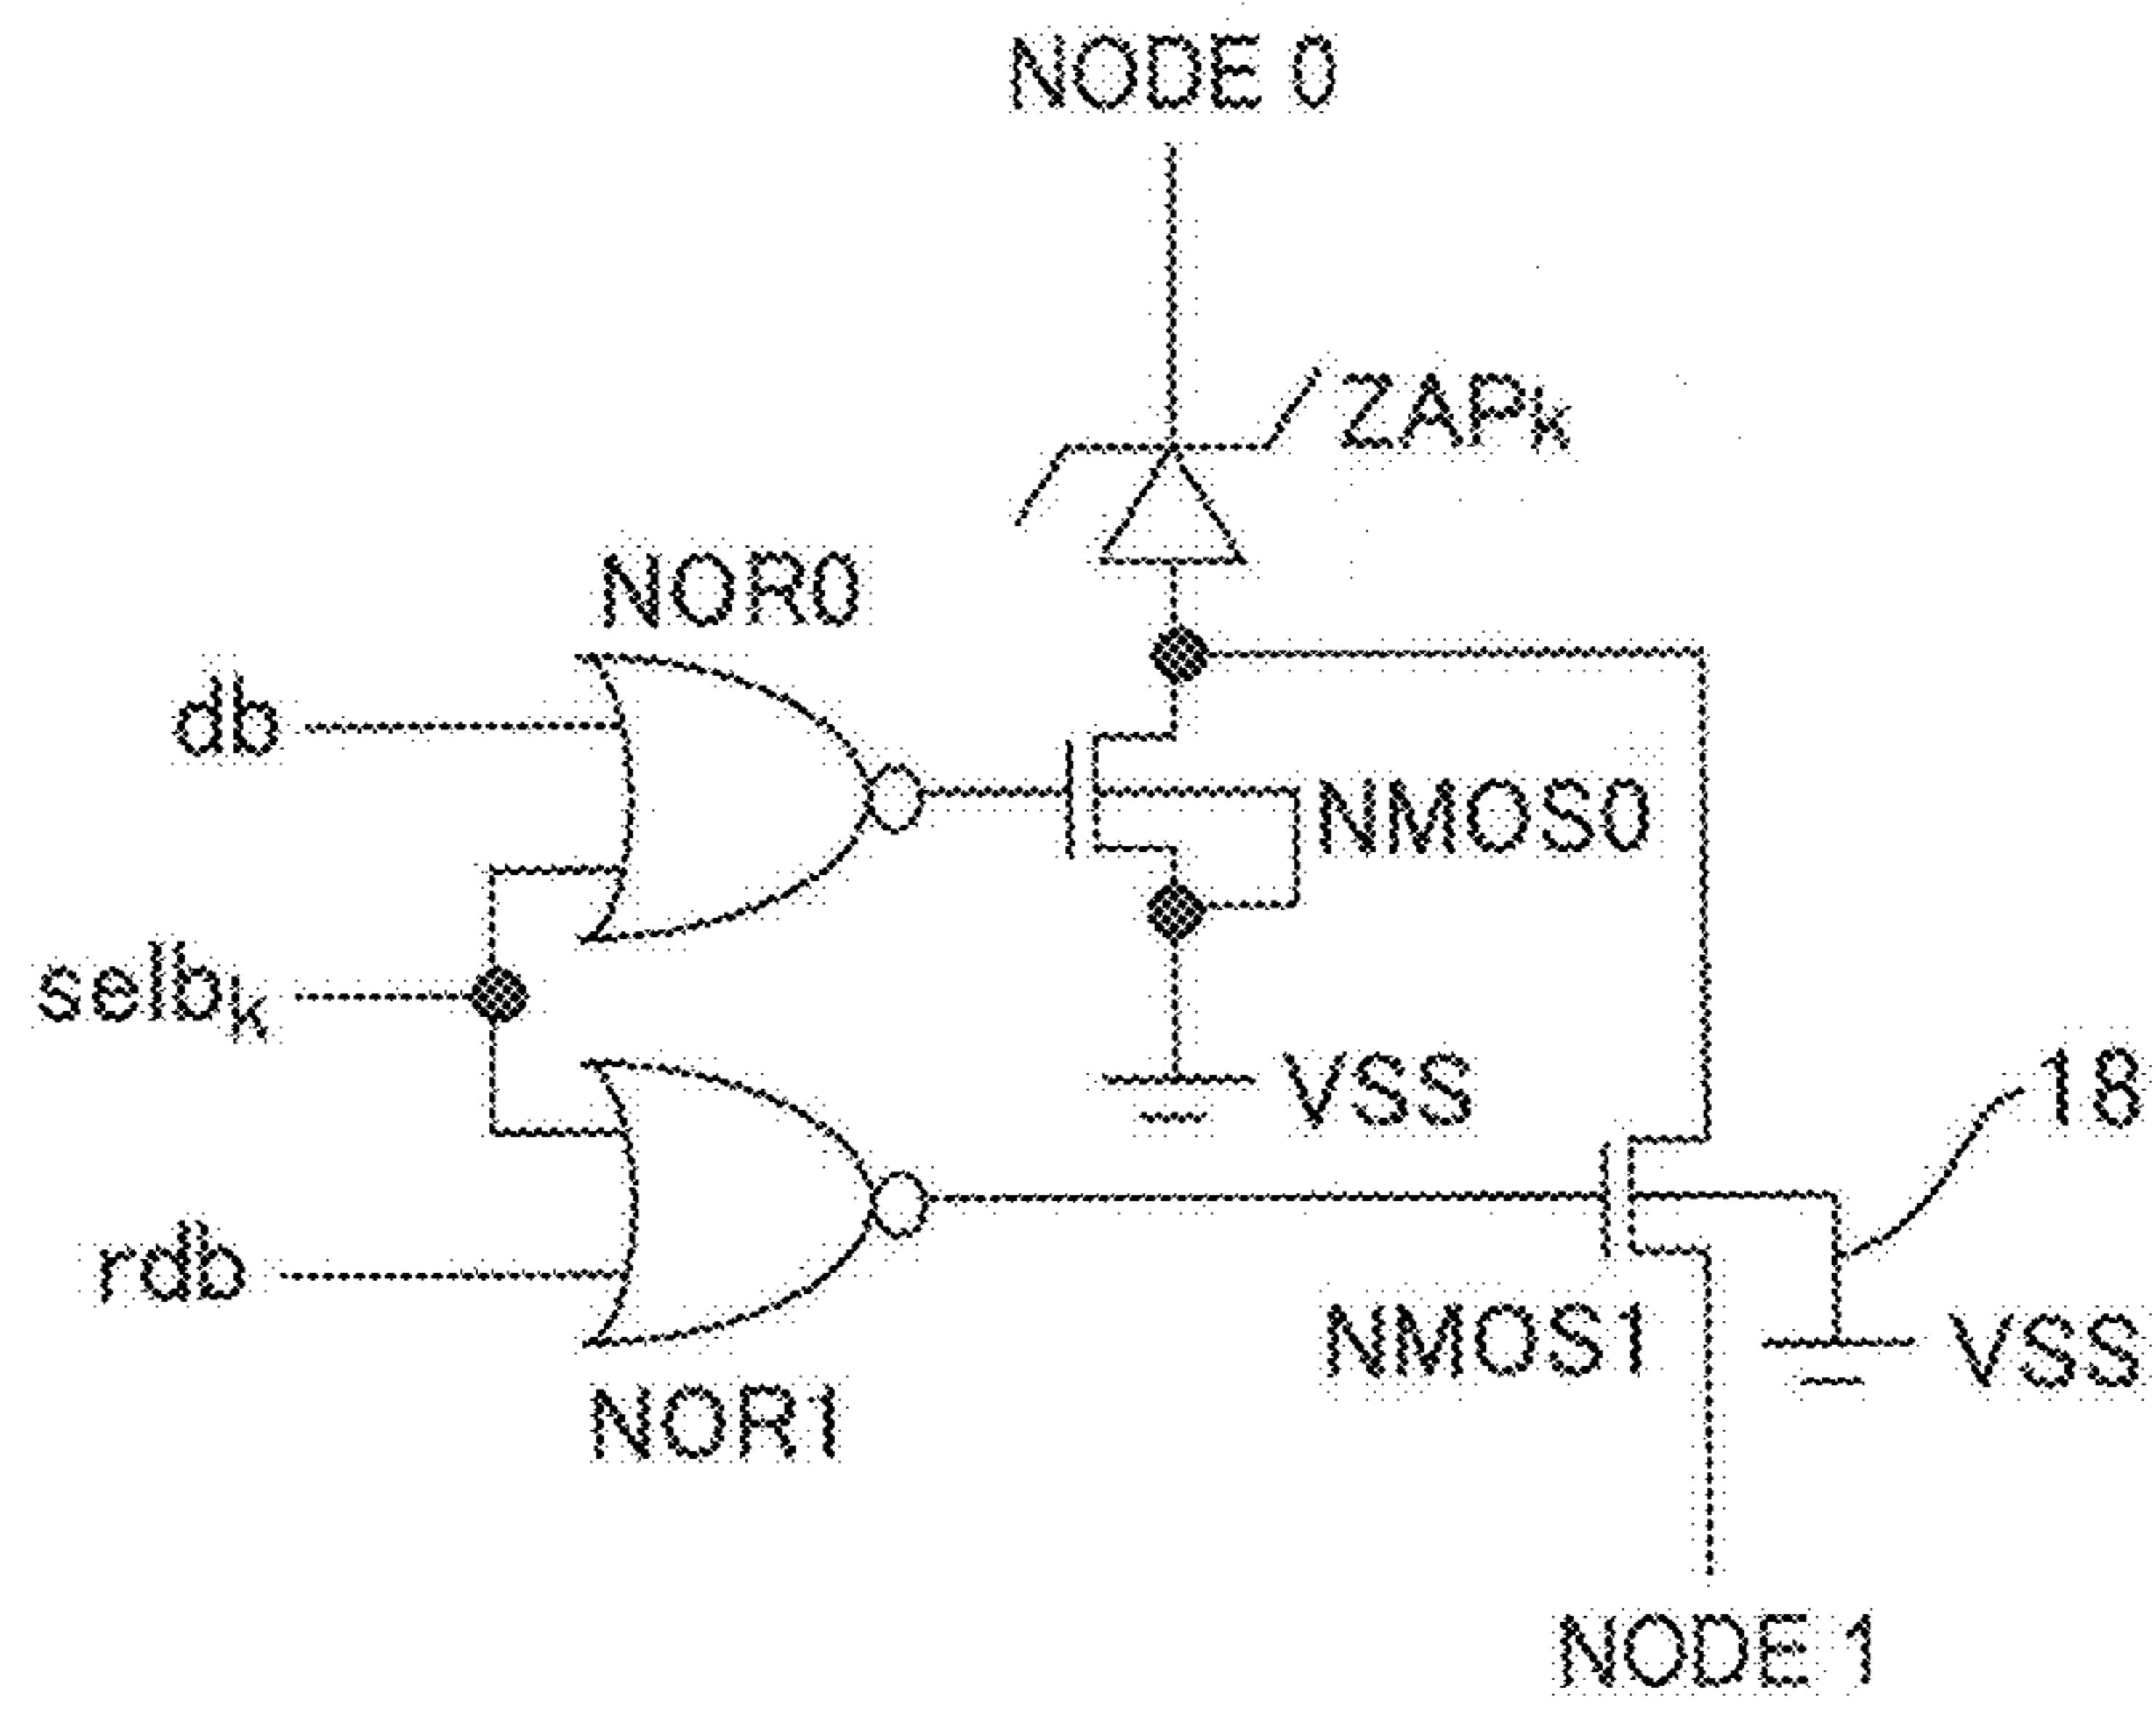 NODE 0
ZAPk
NOR0
db
NMOS0
selbk
VSS
18
rdb
NMOS1
VSS
NOR1
NODE 1